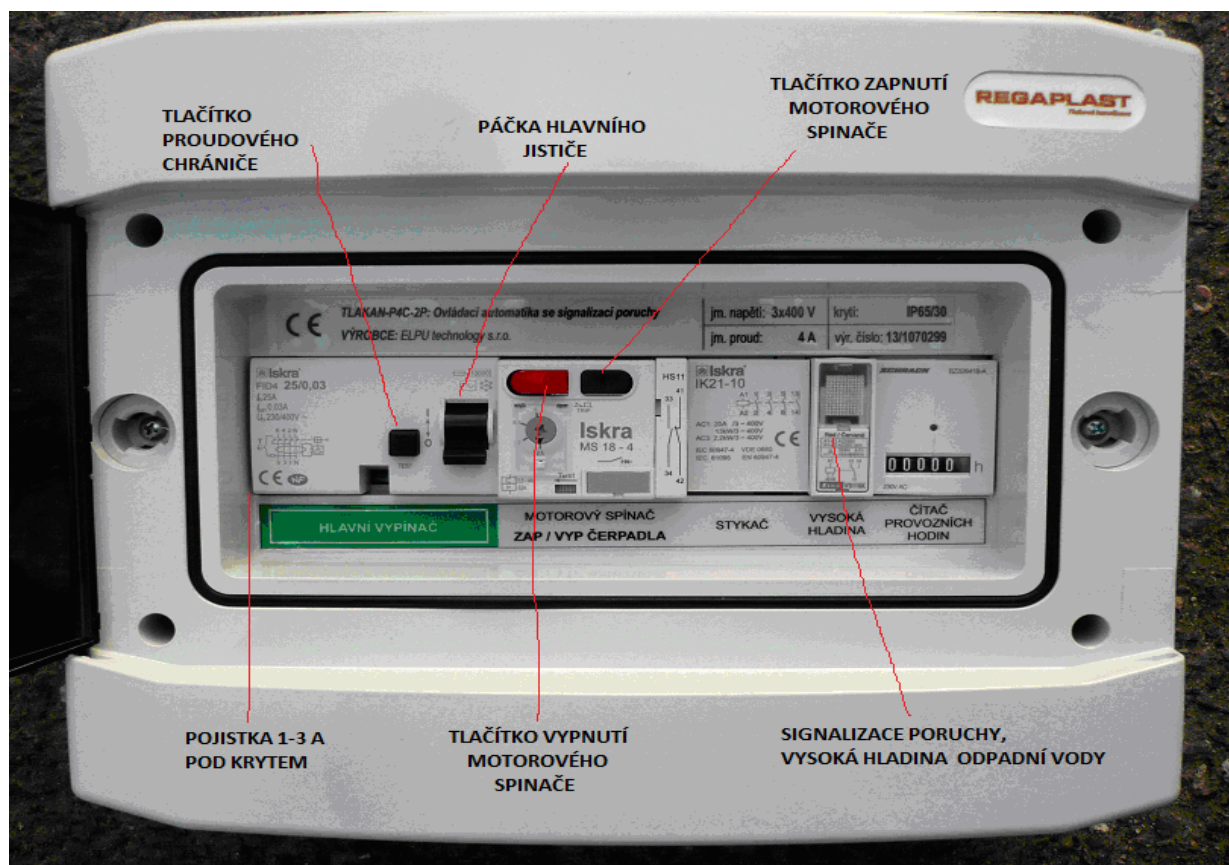 TLAČÍTKO
PROUDOVÉHO
CHRÁNIČE
PÁČKA HLAVNÍHO
JISTIČE
TLAČÍTKO ZAPNUTÍ
MOTOROVÉHO
SPINAČE
REGAPLAST
CE
TLAKAN-P4C-2P: Ovládací automatika se signalizací poruchy
VÝROBCE: ELPU technology s.r.o.
jm. napětí: 3x400 V
krytí: IP65/30
jm. proud: 4 A
výr. číslo: 13/1070299
Iskra
FID4 25/0,03
TEST
Iskra
MS 18 - 4
HS11
Iskra
IK21-10
CE
SCHRACK
00000 h
230V AC
HLAVNÍ VYPÍNAČ
MOTOROVÝ SPÍNAČ
ZAP / VYP ČERPADLA
STYKAČ
VYSOKÁ
HLADINA
ČÍTAČ
PROVOZNÍCH
HODIN
POJISTKA 1-3 A
POD KRYTEM
TLAČÍTKO VYPNUTÍ
MOTOROVÉHO
SPINAČE
SIGNALIZACE PORUCHY,
VYSOKÁ HLADINA ODPADNÍ VODY